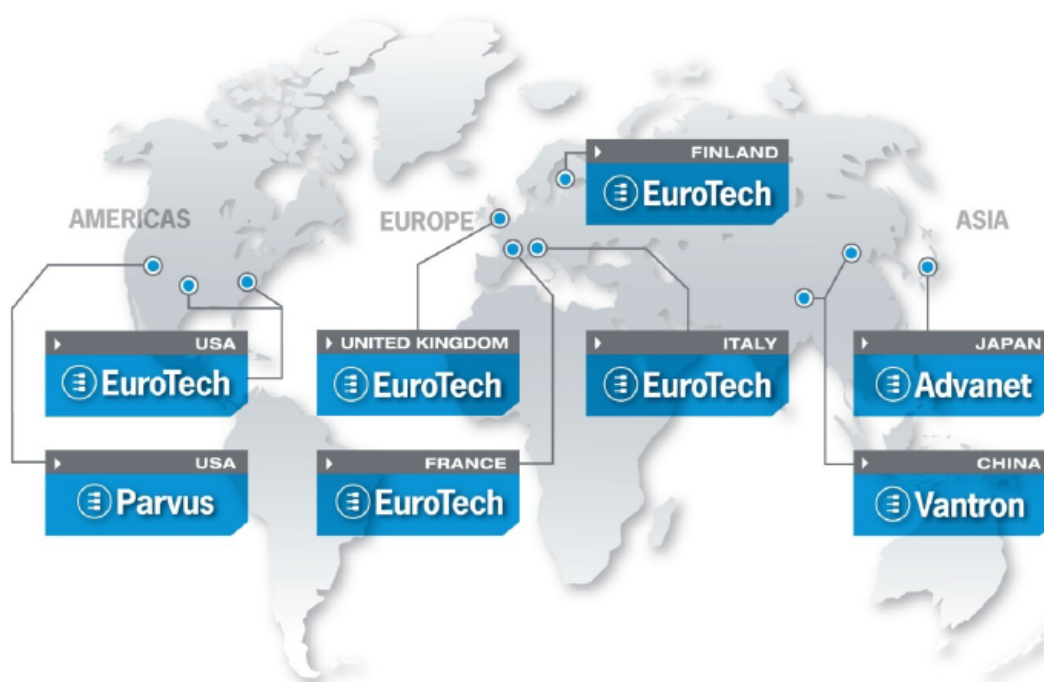 FINLAND
EuroTech
AMERICAS
EUROPE
ASIA
USA
EuroTech
UNITED KINGDOM
EuroTech
ITALY
EuroTech
JAPAN
Advanet
USA
Parvus
FRANCE
EuroTech
CHINA
Vantron